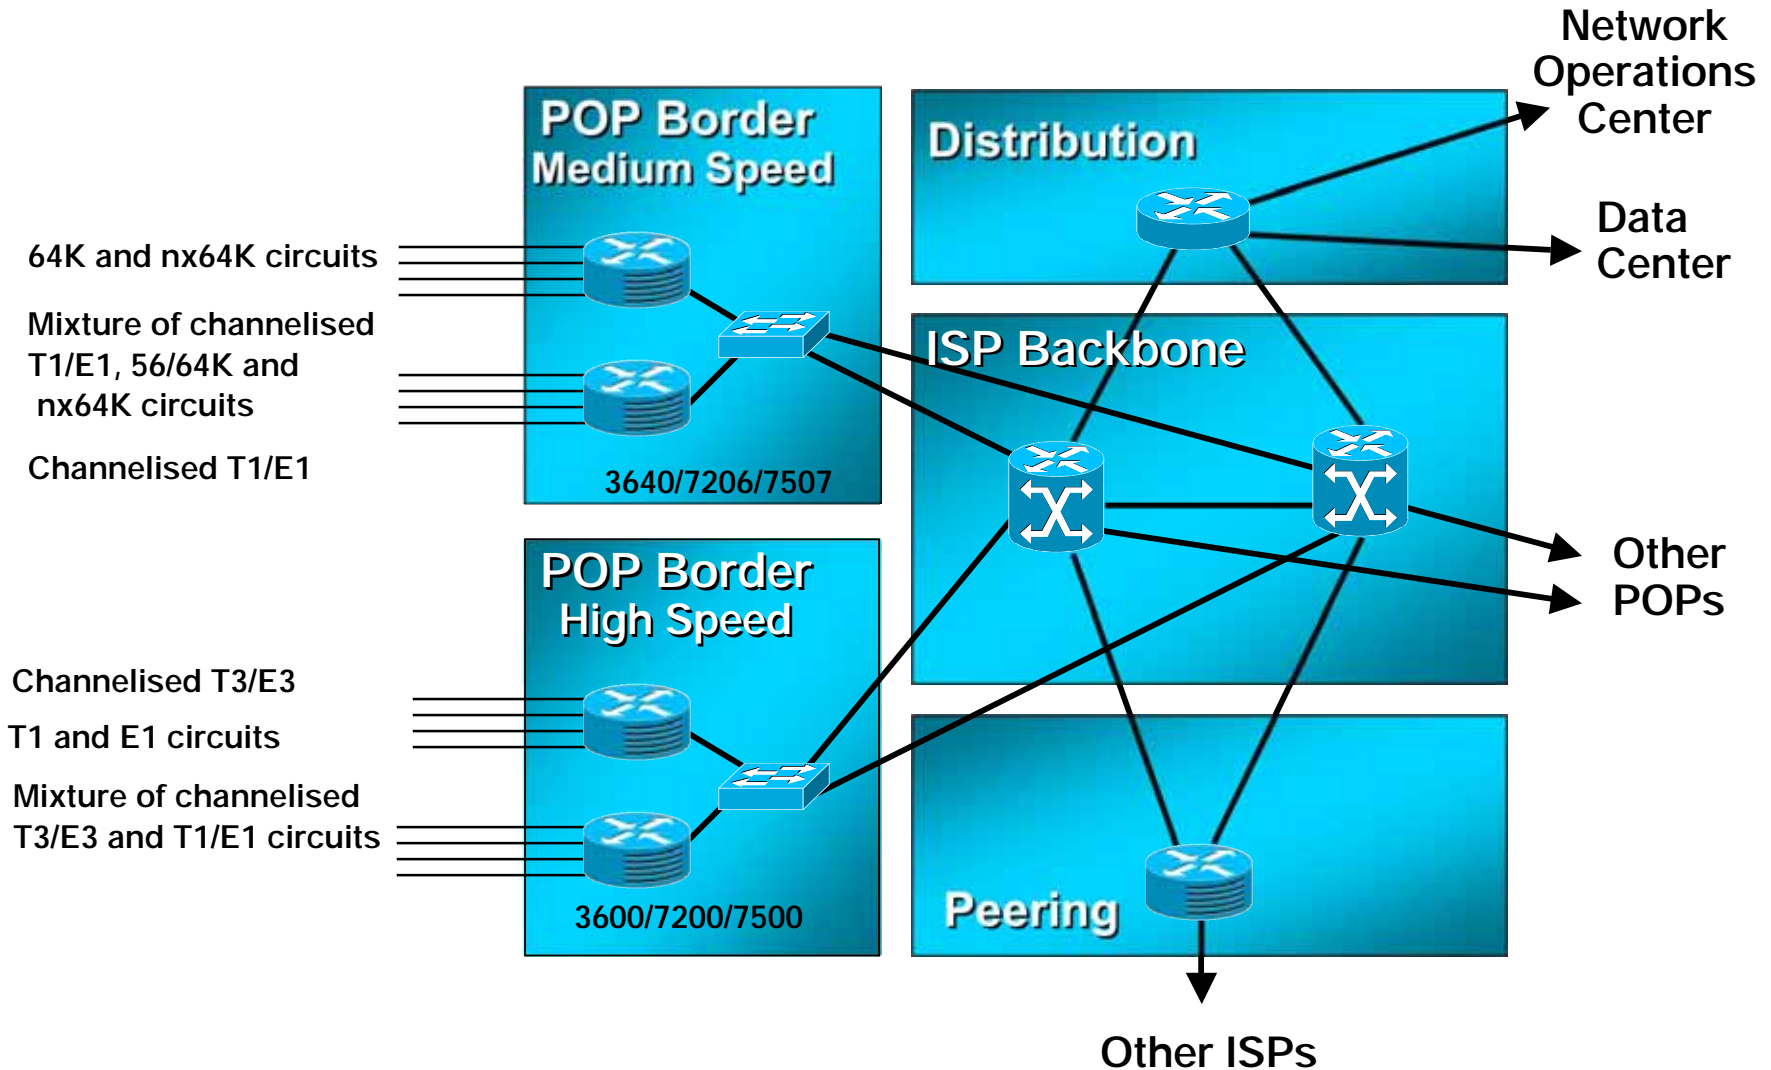 Network
Operations
Center
POP Border
Medium Speed
Distribution
Data
Center
64K and nx64K circuits
Mixture of channelised
T1/E1, 56/64K and
nx64K circuits
Channelised T1/E1
3640/7206/7507
ISP Backbone
Other
POPs
POP Border
High Speed
Channelised T3/E3
T1 and E1 circuits
Mixture of channelised
T3/E3 and T1/E1 circuits
3600/7200/7500
Peering
Other ISPs